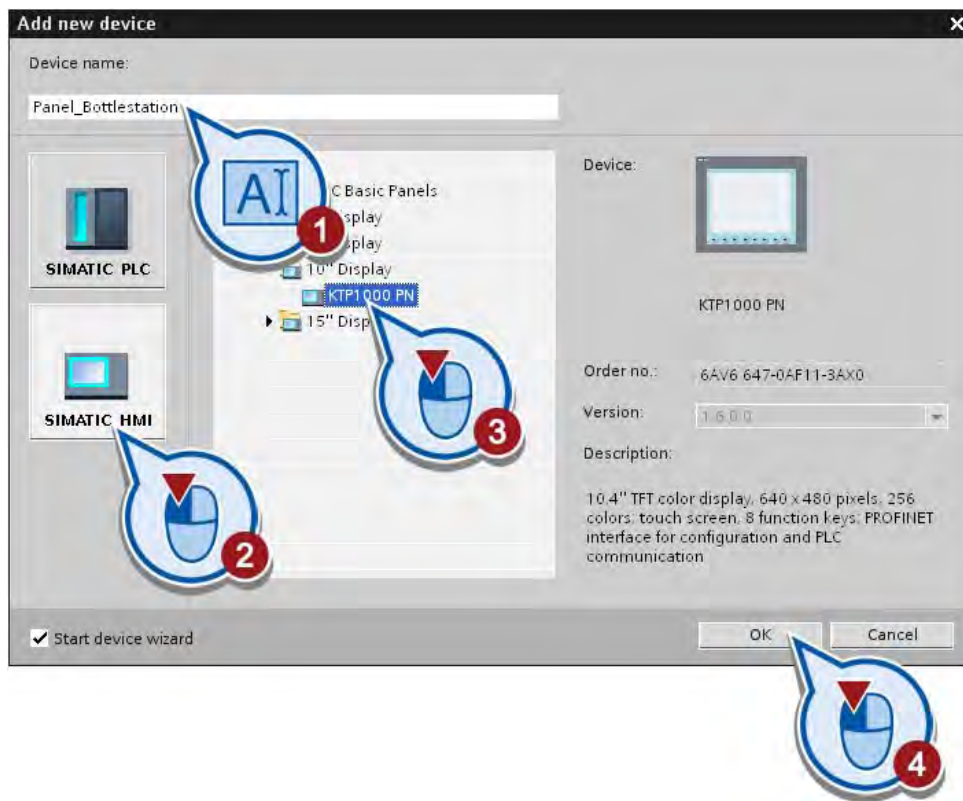 Add new device
Device name:
Panel_Bottlestation
SIMATIC PLC
SIMATIC HMI
C Basic Panels
splay
splay
10" Display
KTP1000 PN
15" Disp
AI
1
2
3
Device:
KTP1000 PN
Order no.: 6AV6 647-0AF11-3AX0
Version: 1.6.0.0
Description:
10.4" TFT color display, 640 x 480 pixels, 256
colors; touch screen, 8 function keys; PROFINET
interface for configuration and PLC
communication
Start device wizard
OK
Cancel
4